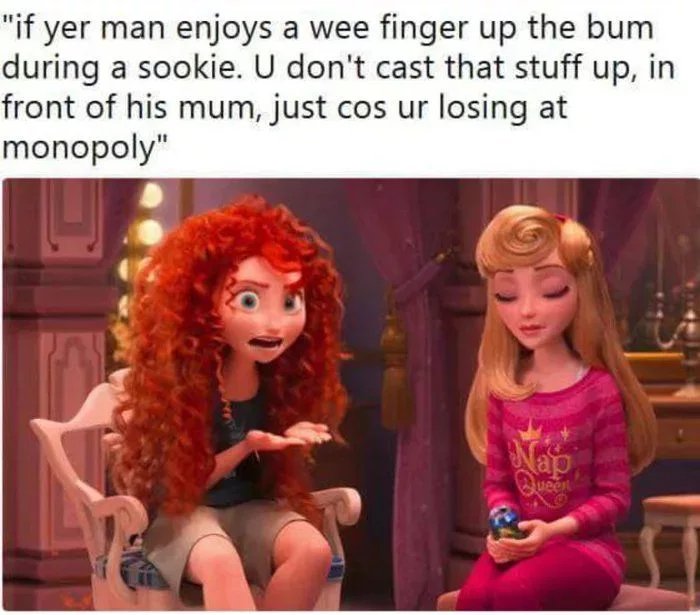 "if yer man enjoys a wee finger up the bum
during a sookie. U don't cast that stuff up, in
front of his mum, just cos ur losing at
monopoly"
Nap
Queen